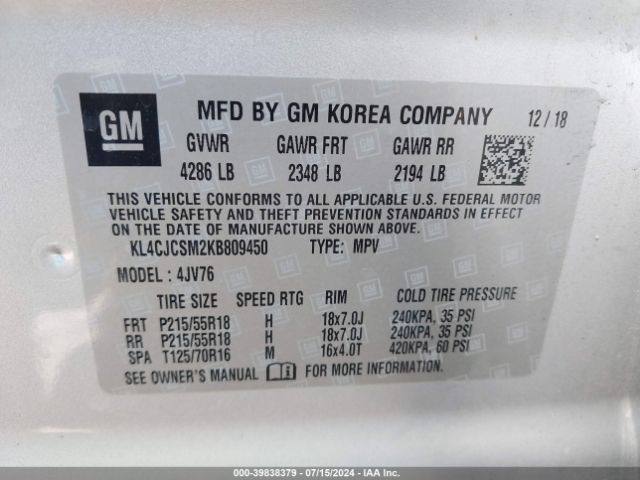 GM MFD BY GM KOREA COMPANY 12 / 18
GVWR GAWR FRT GAWR RR
4286 LB 2348 LB 2194 LB
THIS VEHICLE CONFORMS TO ALL APPLICABLE U.S. FEDERAL MOTOR
VEHICLE SAFETY AND THEFT PREVENTION STANDARDS IN EFFECT
ON THE DATE OF MANUFACTURE SHOWN ABOVE.
KL4CJCSM2KB809450 TYPE: MPV
MODEL : 4JV76
TIRE SIZE SPEED RTG RIM COLD TIRE PRESSURE
FRT P215/55R18 H 18x7.0J 240KPA, 35 PSI
RR P215/55R18 H 18x7.0J 240KPA, 35 PSI
SPA T125/70R16 M 16x4.0T 420KPA, 60 PSI
SEE OWNER'S MANUAL FOR MORE INFORMATION.
000-39838379 - 07/15/2024 - IAAI.com